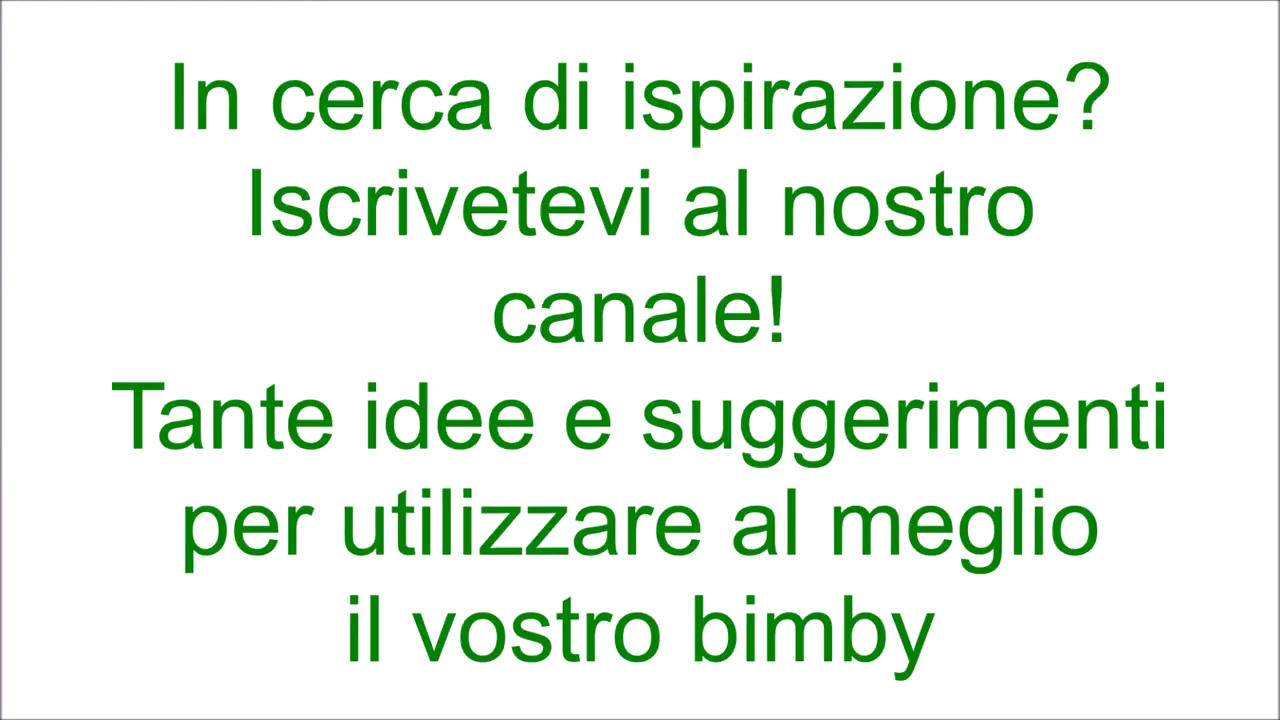 In cerca di ispirazione?
Iscrivetevi al nostro
canale!
Tante idee e suggerimenti
per utilizzare al meglio
il vostro bimby